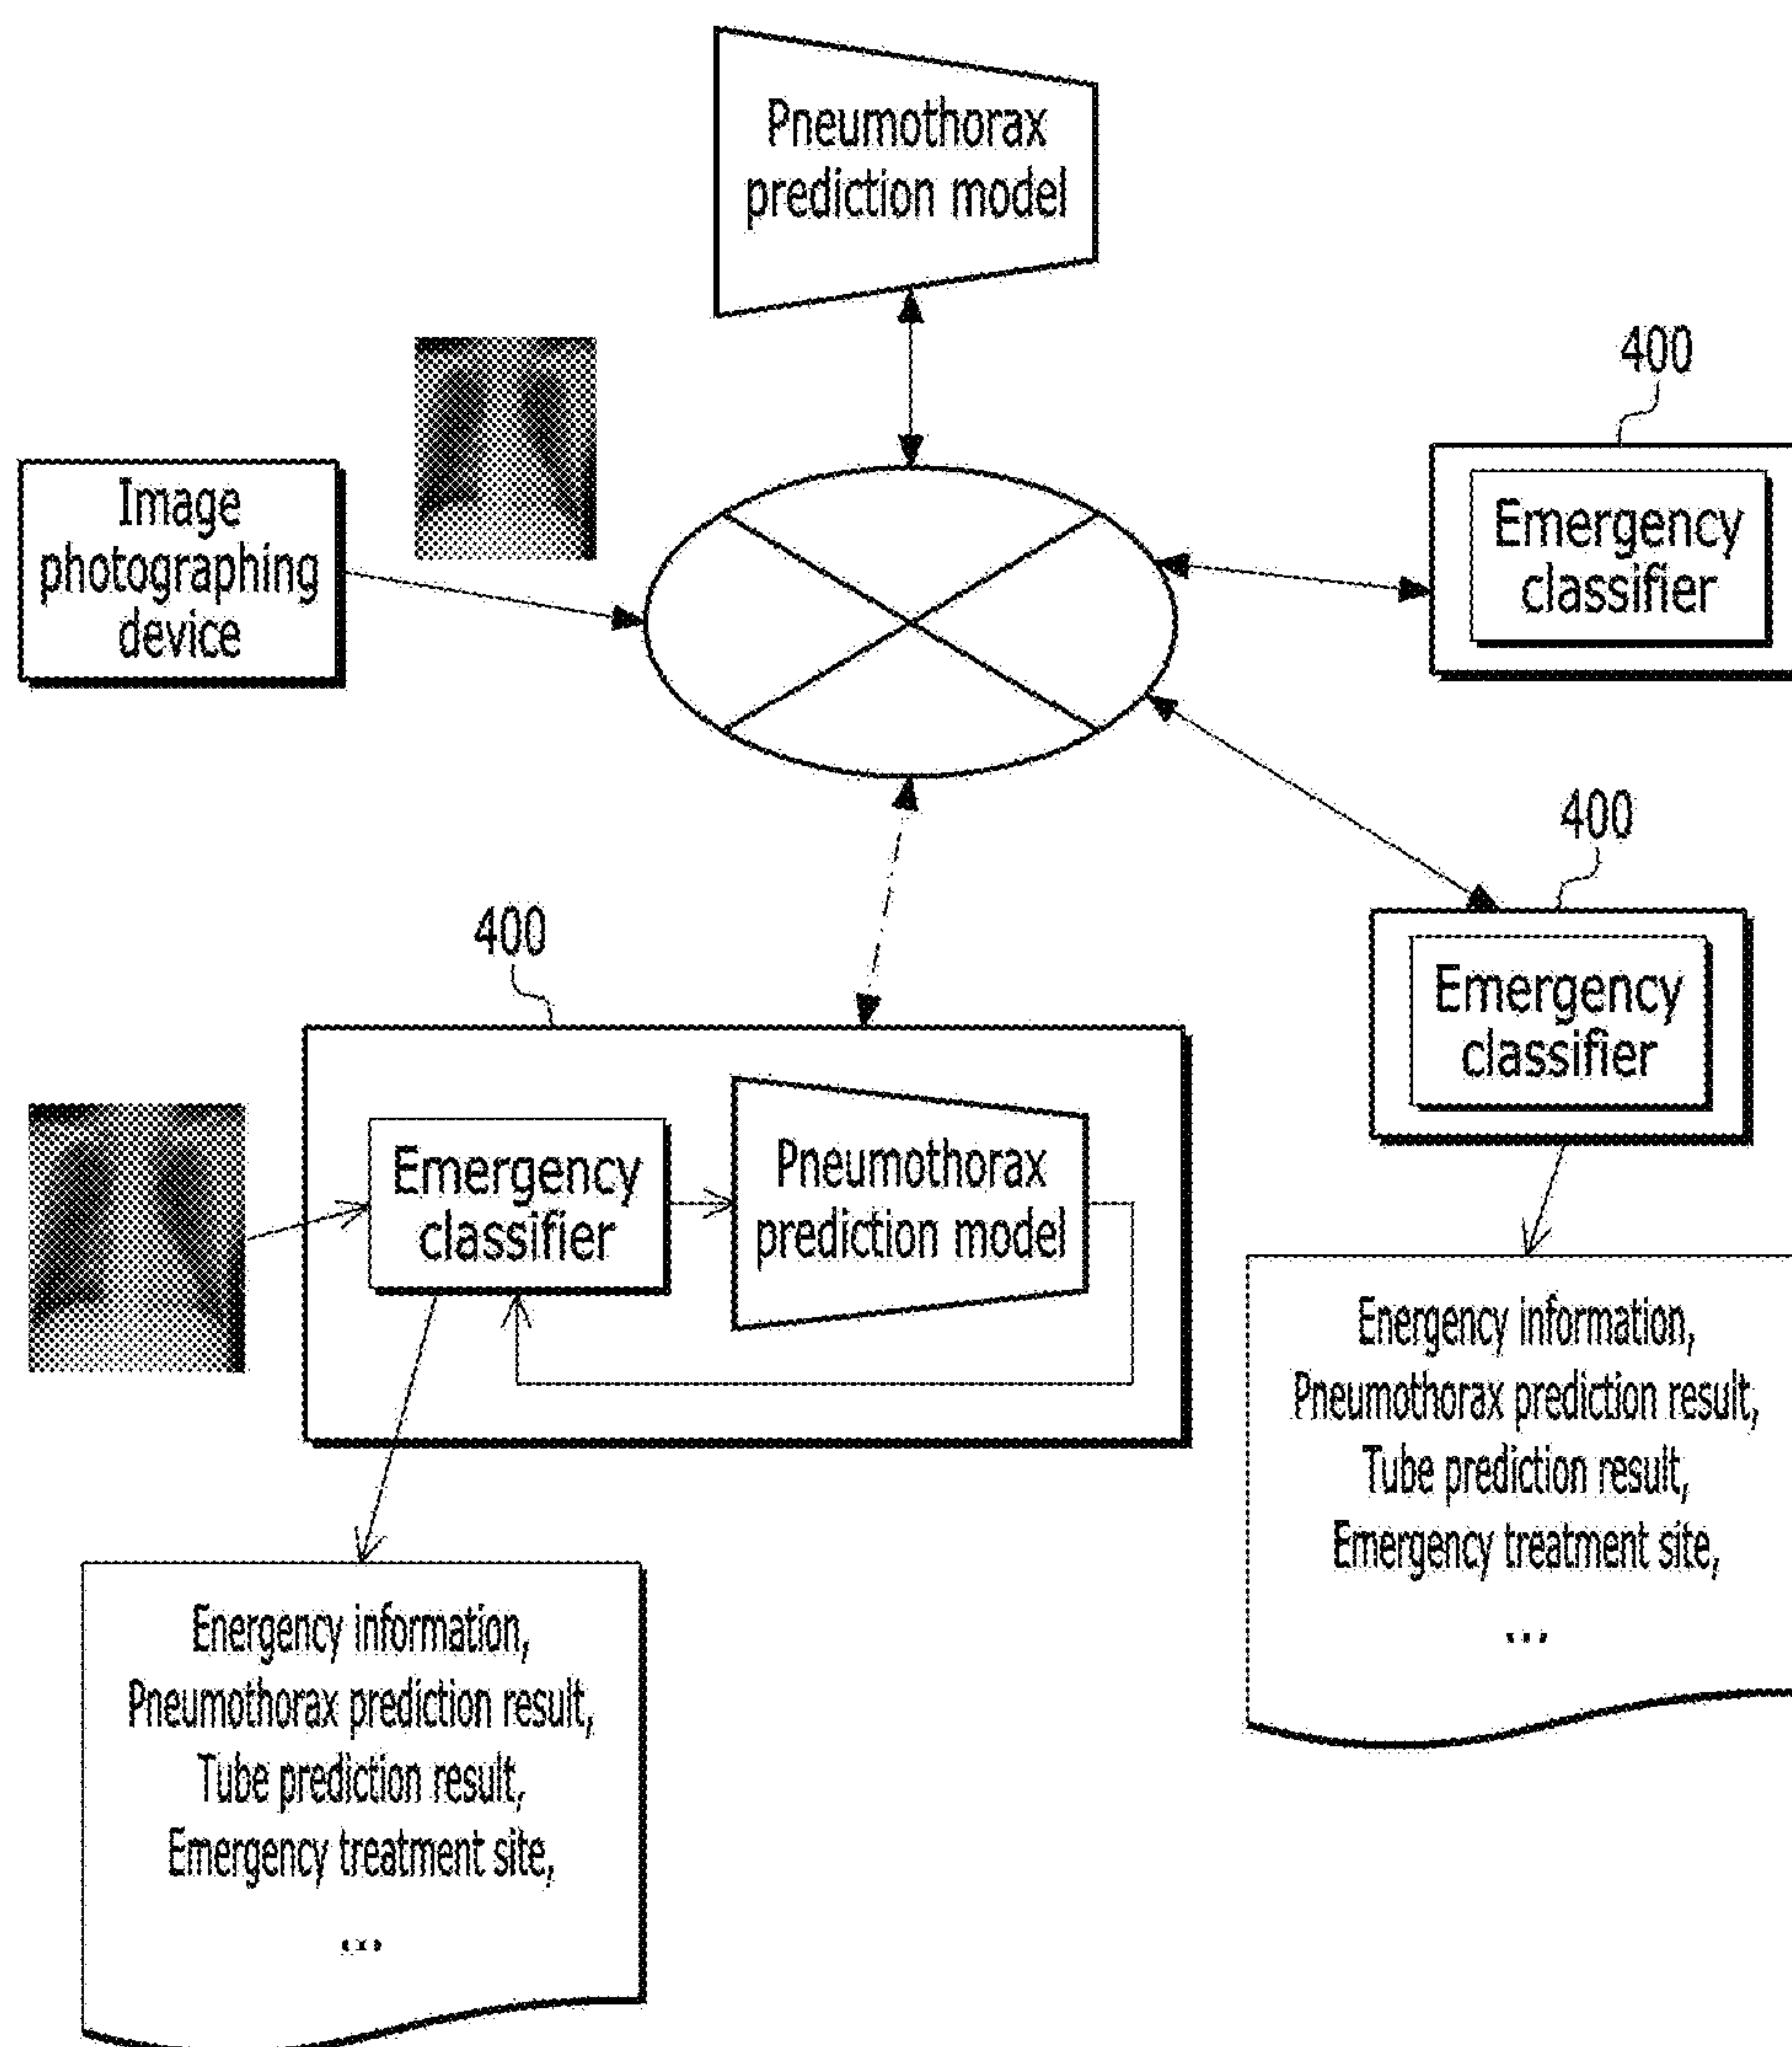 Pneumothorax
prediction model
400
Image
photographing
device
Emergency
classifier
400
Emergency
classifier
400
Emergency
classifier
Pneumothorax
prediction model
Energency information,
Pneumothorax prediction result,
Tube prediction result,
Emergency treatment site,
...
Energency information,
Pneumothorax prediction result,
Tube prediction result,
Emergency treatment site,
...